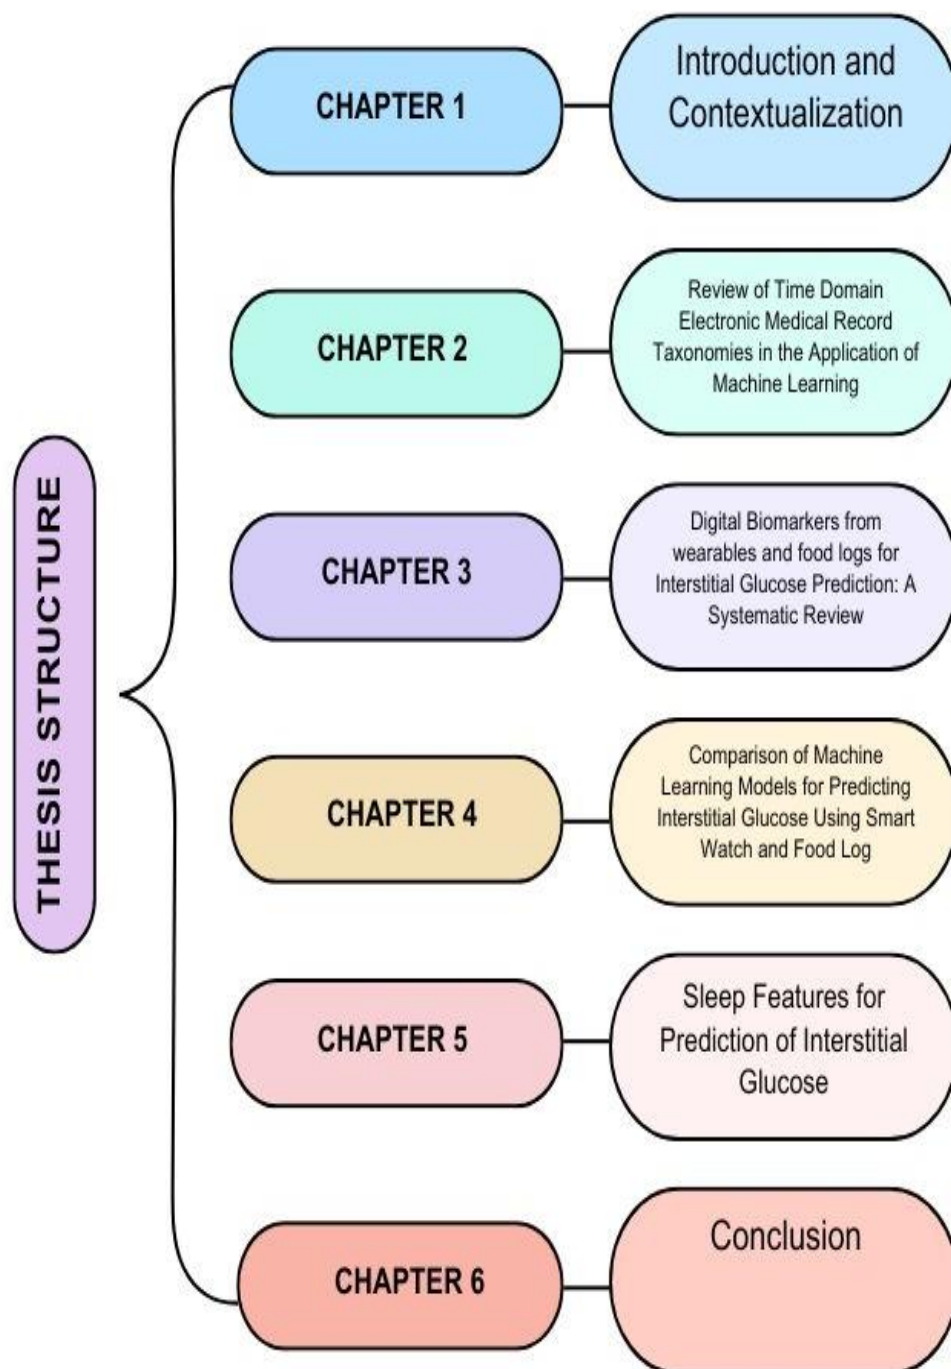 THESIS STRUCTURE
CHAPTER 1
Introduction and
Contextualization
CHAPTER 2
Review of Time Domain
Electronic Medical Record
Taxonomies in the Application of
Machine Learning
CHAPTER 3
Digital Biomarkers from
wearables and food logs for
Interstitial Glucose Prediction: A
Systematic Review
CHAPTER 4
Comparison of Machine
Learning Models for Predicting
Interstitial Glucose Using Smart
Watch and Food Log
CHAPTER 5
Sleep Features for
Prediction of Interstitial
Glucose
CHAPTER 6
Conclusion